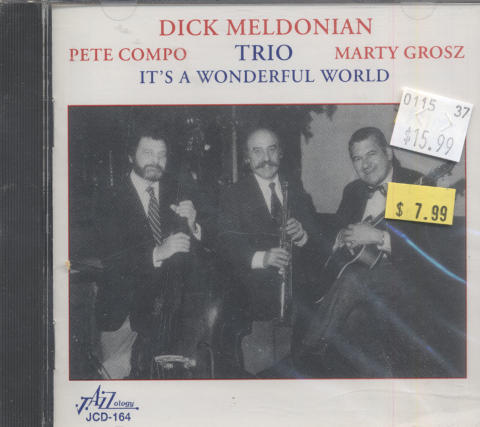 DICK MELDONIAN
PETE COMPO TRIO MARTY GROSZ
IT'S A WONDERFUL WORLD
0115 37
$15.99
$ 7.99
JAZZology
JCD-164